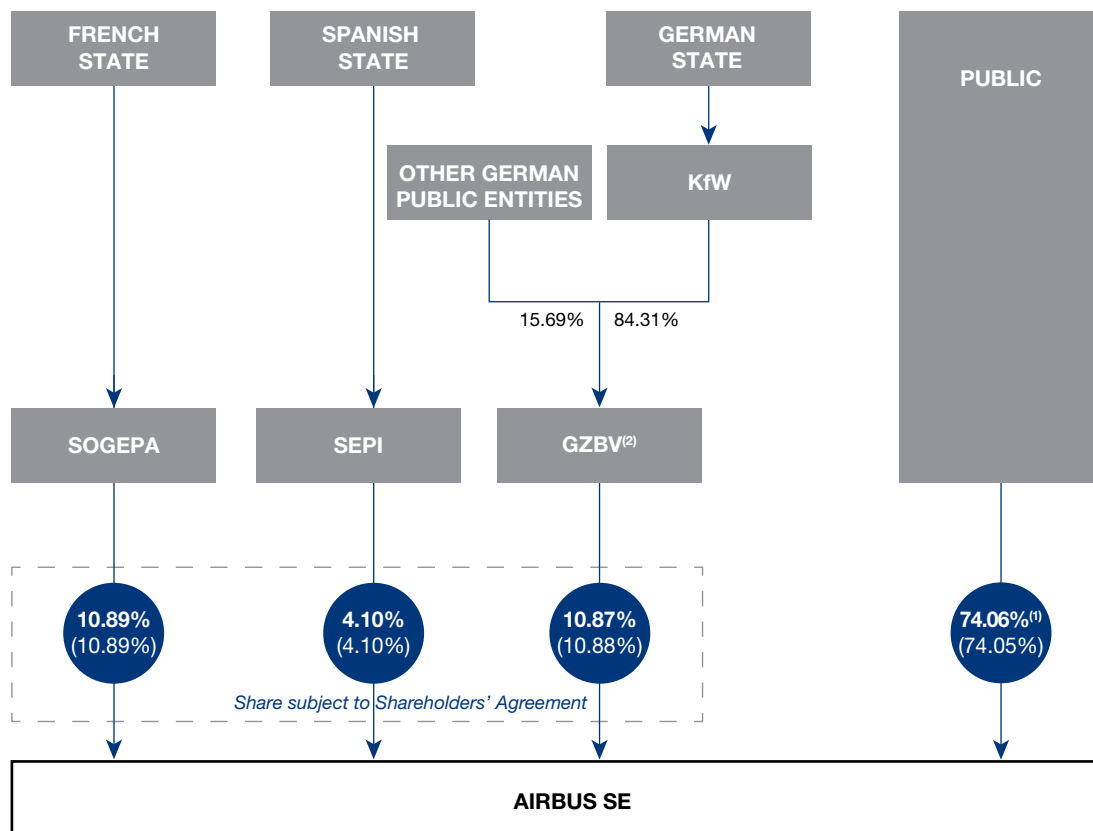 FRENCH
STATE
SPANISH
STATE
GERMAN
STATE
PUBLIC
OTHER GERMAN
PUBLIC ENTITIES
KfW
15.69%
84.31%
SOGEPA
SEPI
GZBV(2)
10.89%
(10.89%)
4.10%
(4.10%)
10.87%
(10.88%)
74.06%(1)
(74.05%)
Share subject to Shareholders’ Agreement
AIRBUS SE